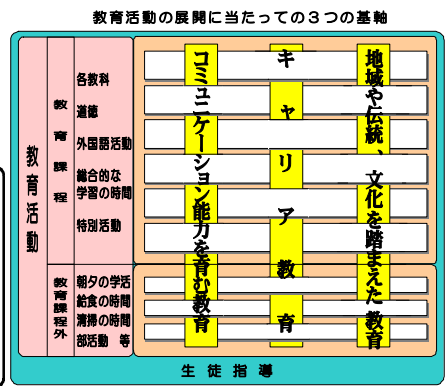 教育活動の展開に当たっての３つの基軸
教育活動
教育課程
各教科
道徳
外国語活動
総合的な
学習の時間
特別活動
教育課程外
朝夕の学活
給食の時間
清掃の時間
部活動 等
コミュニケーション能力を育む教育
キャリア教育
地域や伝統、文化を踏まえた教育
生徒指導